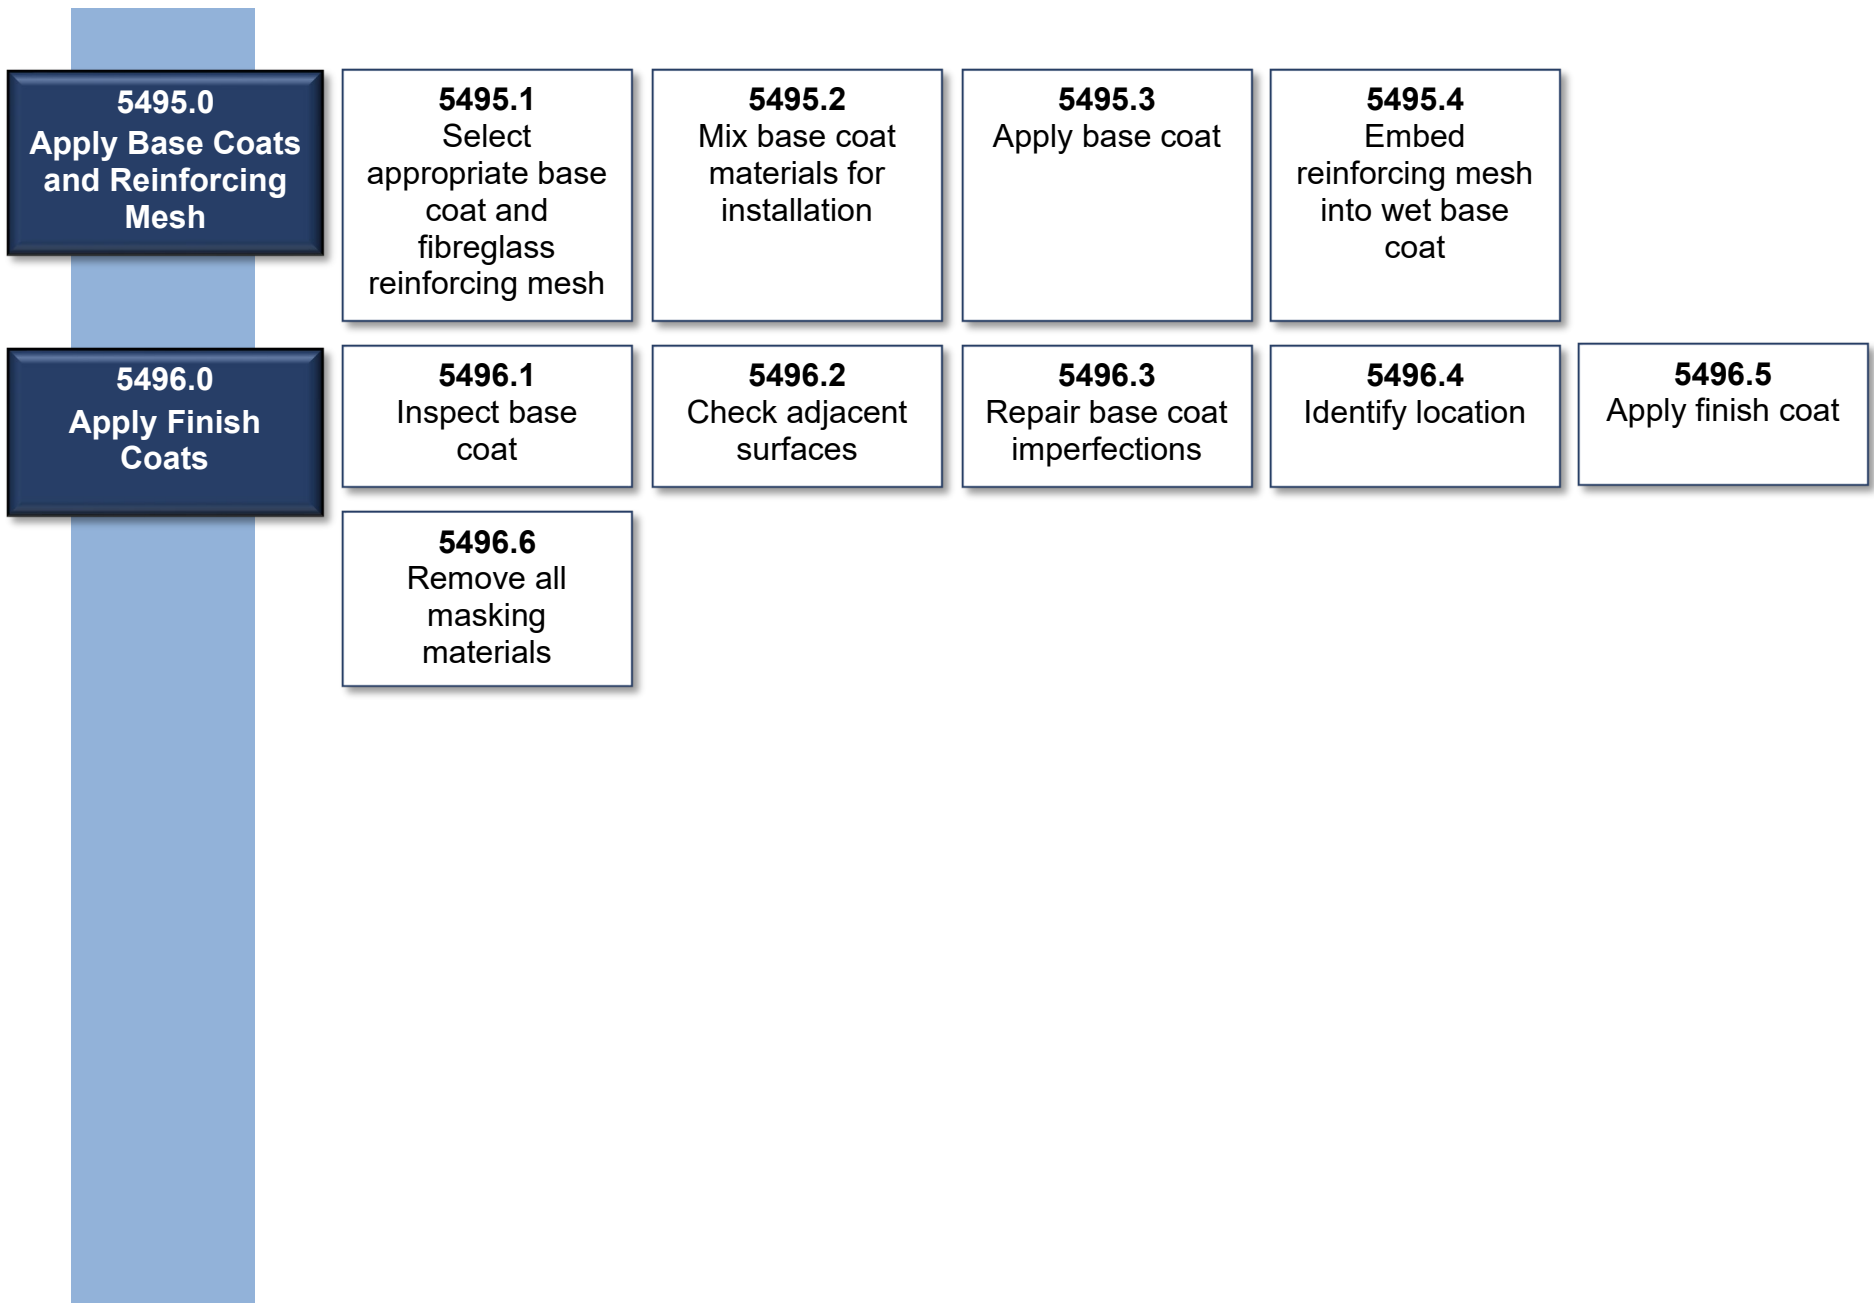 5495.0
Apply Base Coats
and Reinforcing
Mesh
5495.1
Select
appropriate base
coat and
fibreglass
reinforcing mesh
5495.2
Mix base coat
materials for
installation
5495.3
Apply base coat
5495.4
Embed
reinforcing mesh
into wet base
coat
5496.0
Apply Finish
Coats
5496.1
Inspect base
coat
5496.2
Check adjacent
surfaces
5496.3
Repair base coat
imperfections
5496.4
Identify location
5496.5
Apply finish coat
5496.6
Remove all
masking
materials